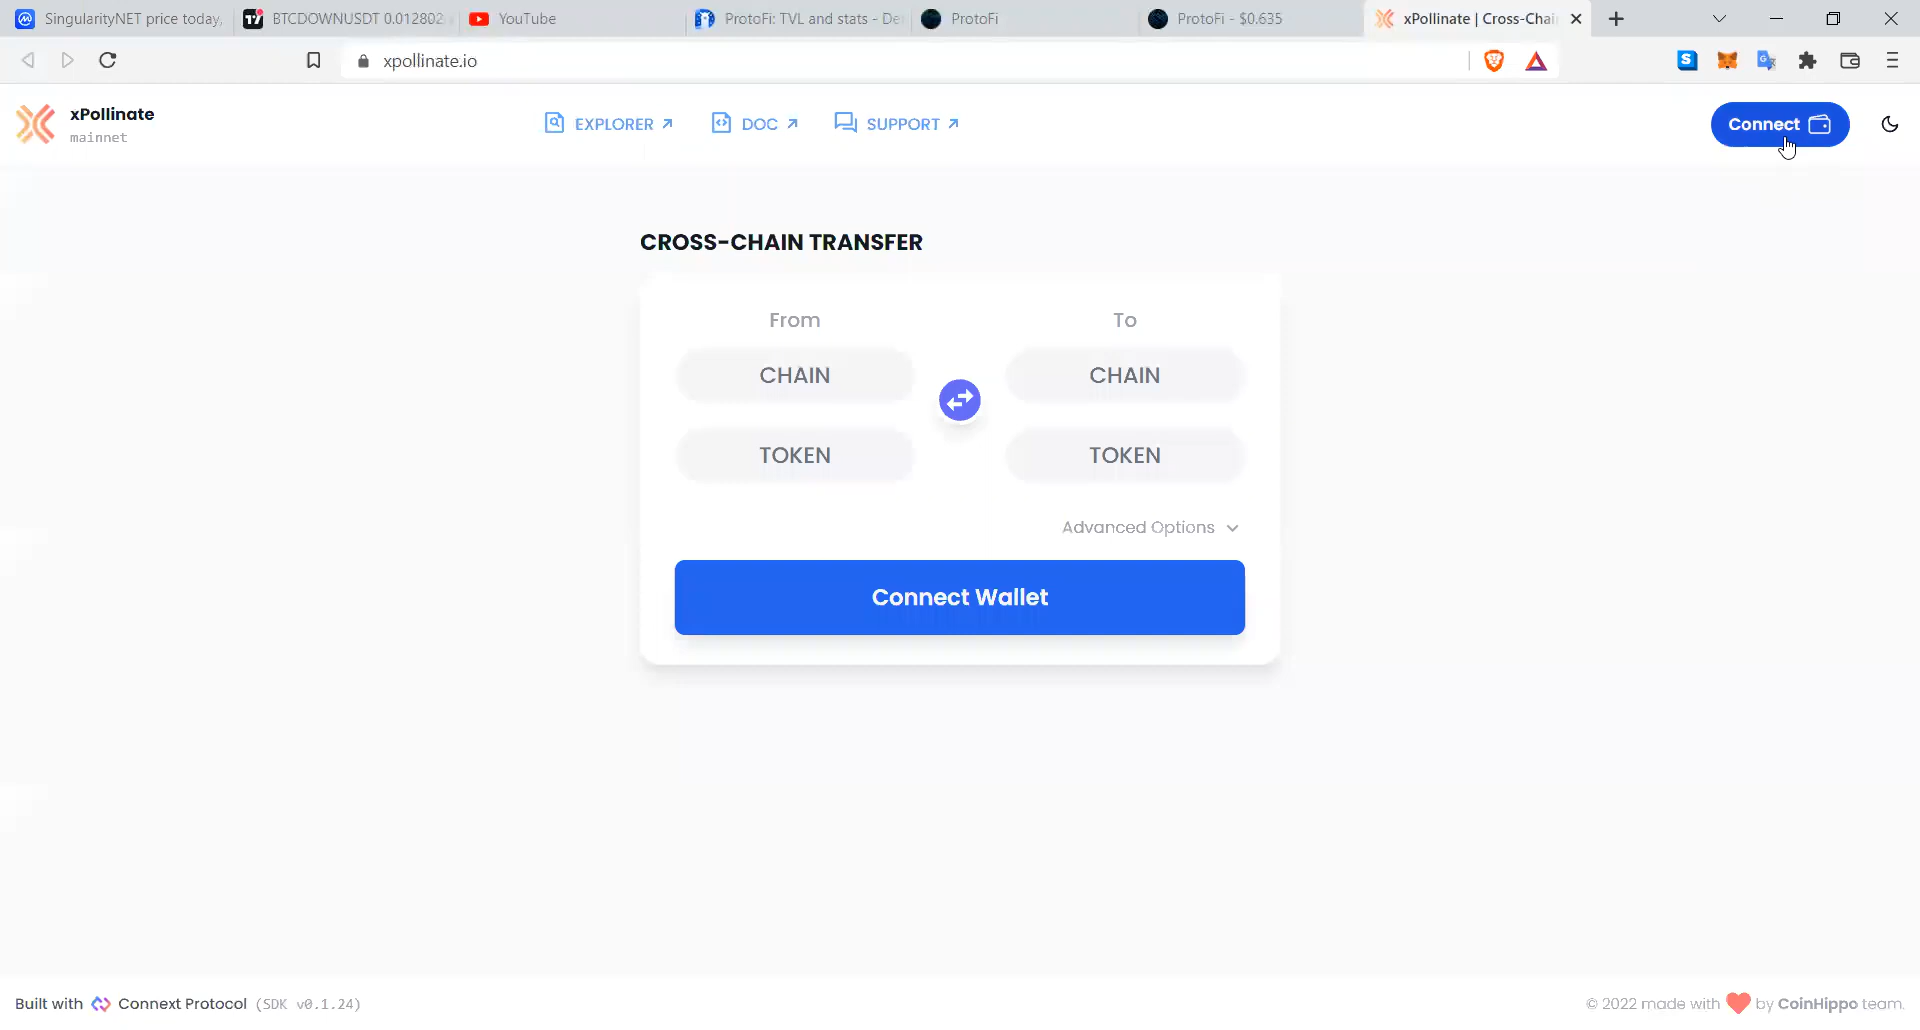 SingularityNET price today,
BTCDOWNUSDT 0.012802
YouTube
ProtoFi: TVL and stats - De
ProtoFi
ProtoFi - $0.635
xPollinate | Cross-Chai
xpollinate.io
xPollinate
mainnet
EXPLORER
DOC
SUPPORT
Connect
CROSS-CHAIN TRANSFER
From
To
CHAIN
CHAIN
TOKEN
TOKEN
Advanced Options
Connect Wallet
Built with Connext Protocol (SDK v0.1.24)
© 2022 made with by CoinHippo team.